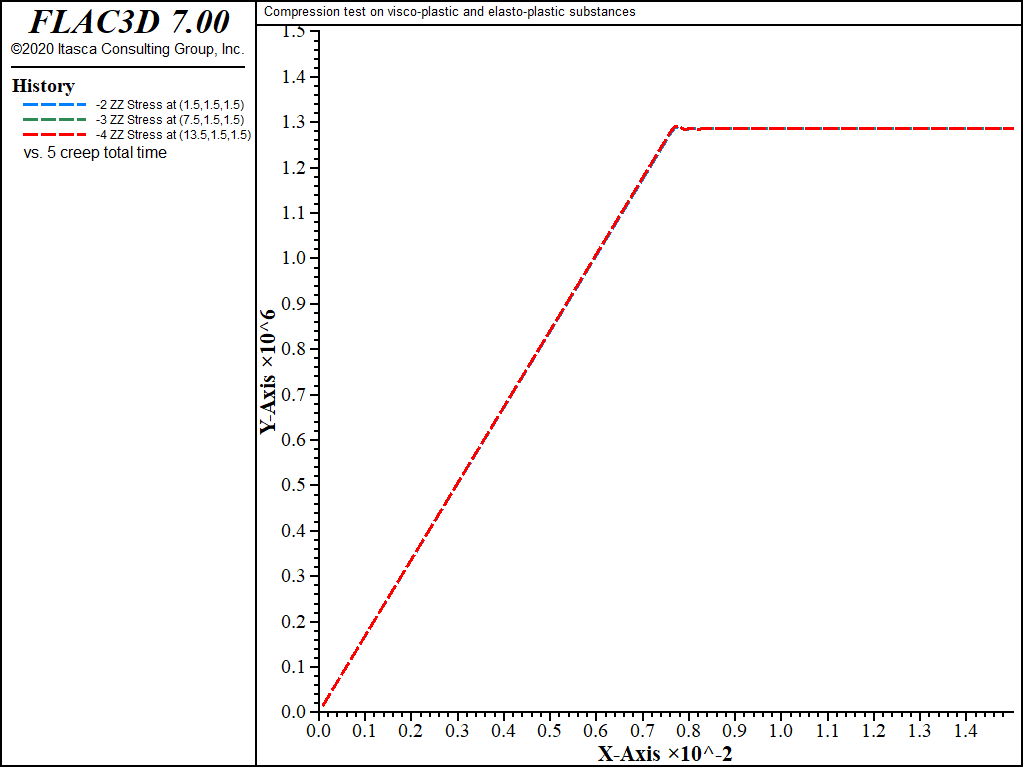 FLAC3D 7.00
©2020 Itasca Consulting Group, Inc.
History
-2 ZZ Stress at (1.5,1.5,1.5)
-3 ZZ Stress at (7.5,1.5,1.5)
-4 ZZ Stress at (13.5,1.5,1.5)
vs. 5 creep total time
Compression test on visco-plastic and elasto-plastic substances
1.5
1.4
1.3
1.2
1.1
1.0
0.9
0.8
0.7
0.6
0.5
0.4
0.3
0.2
0.1
0.0
Y-Axis ×10^6
0.0 0.1 0.2 0.3 0.4 0.5 0.6 0.7 0.8 0.9 1.0 1.1 1.2 1.3 1.4
X-Axis ×10^-2